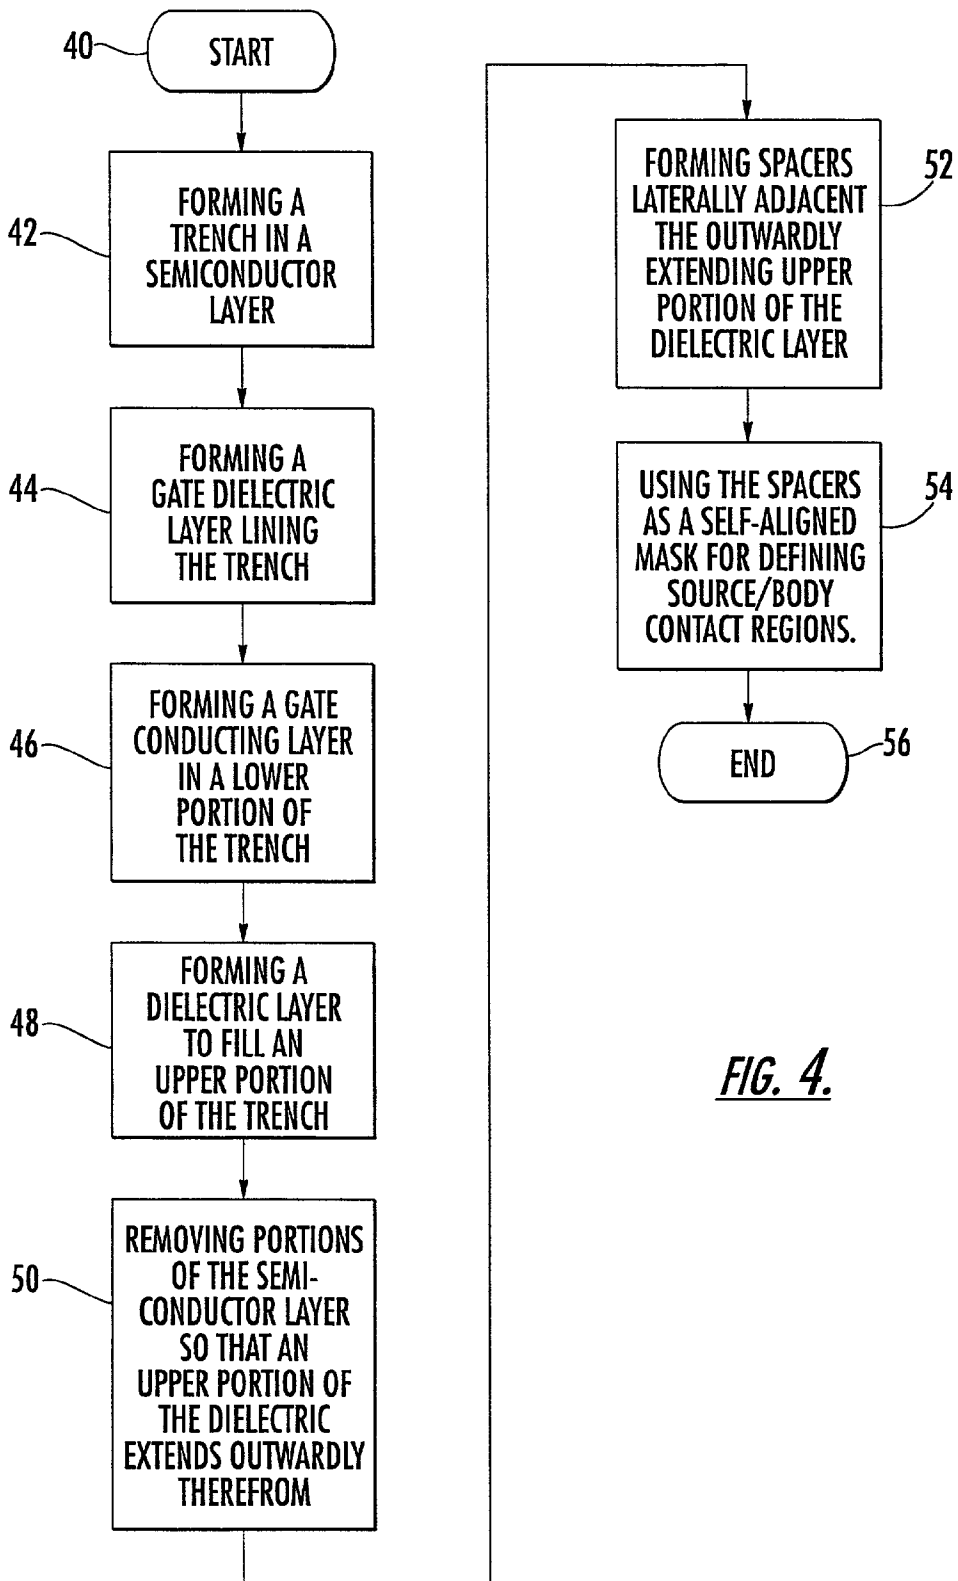 40
START
42
FORMING A
TRENCH IN A
SEMICONDUCTOR
LAYER
44
FORMING A
GATE DIELECTRIC
LAYER LINING
THE TRENCH
46
FORMING A GATE
CONDUCTING LAYER
IN A LOWER
PORTION OF
THE TRENCH
48
FORMING A
DIELECTRIC LAYER
TO FILL AN
UPPER PORTION
OF THE TRENCH
50
REMOVING PORTIONS
OF THE SEMI-
CONDUCTOR LAYER
SO THAT AN
UPPER PORTION OF
THE DIELECTRIC
EXTENDS OUTWARDLY
THEREFROM
52
FORMING SPACERS
LATERALLY ADJACENT
THE OUTWARDLY
EXTENDING UPPER
PORTION OF THE
DIELECTRIC LAYER
54
USING THE SPACERS
AS A SELF-ALIGNED
MASK FOR DEFINING
SOURCE/BODY
CONTACT REGIONS.
56
END
FIG. 4.